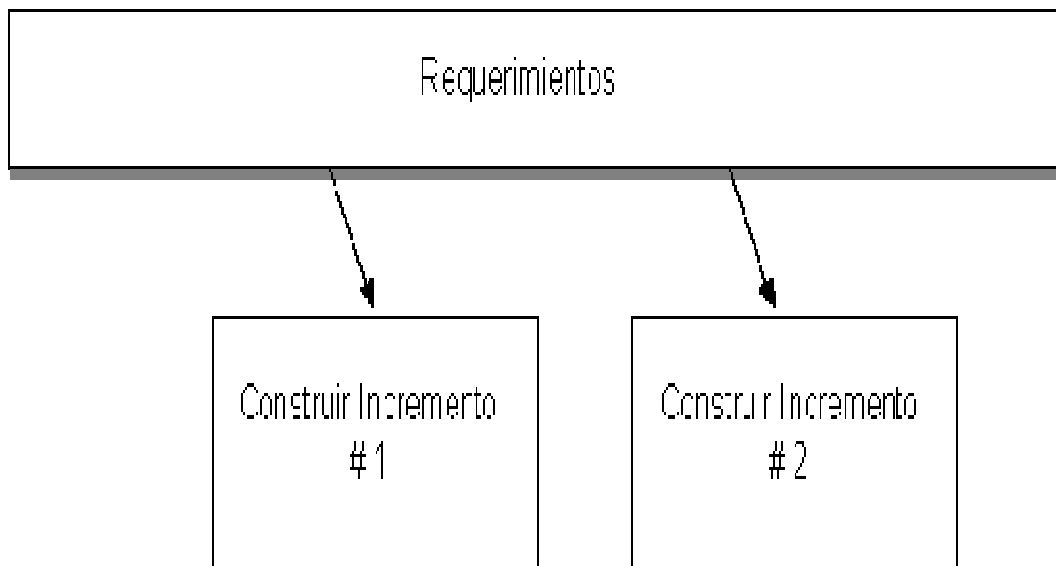 Requerimientos
Construir Incremento
# 1
Construir Incremento
# 2